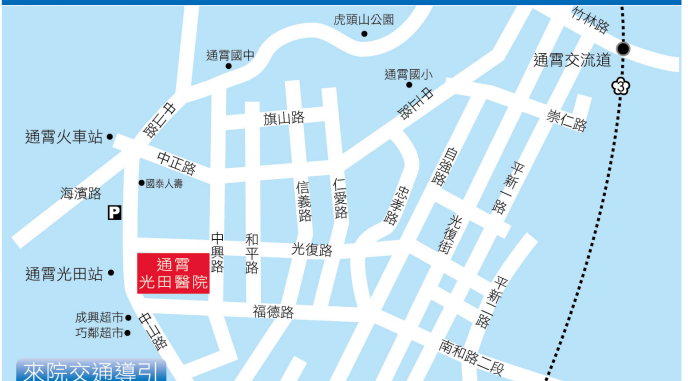 竹林路
虎頭山公園
通霄國中
通霄交流道
通霄國小
3
中正路
旗山路
中山路
崇仁路
通霄火車站
中正路
自強路
平新一路
國泰人壽
信義路
仁愛路
忠孝路
海濱路
P
光復街
中興路
和平路
光復路
通霄
光田醫院
通霄光田站
平新二路
福德路
成興超市
中山路
巧鄰超市
南和路二段
來院交通導引